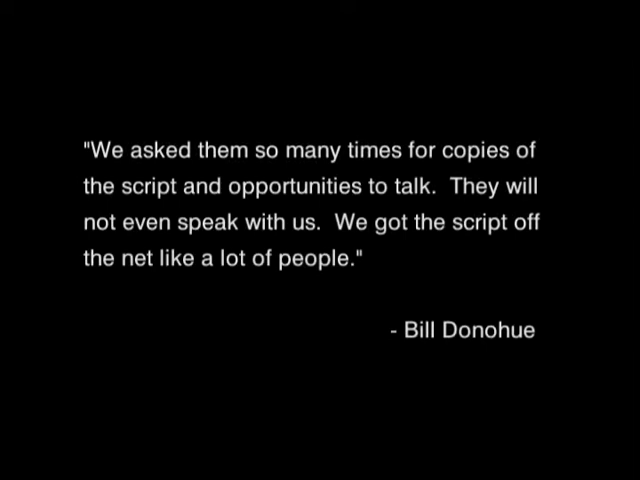 "We asked them so many times for copies of
the script and opportunities to talk.  They will
not even speak with us.  We got the script off
the net like a lot of people."
- Bill Donohue